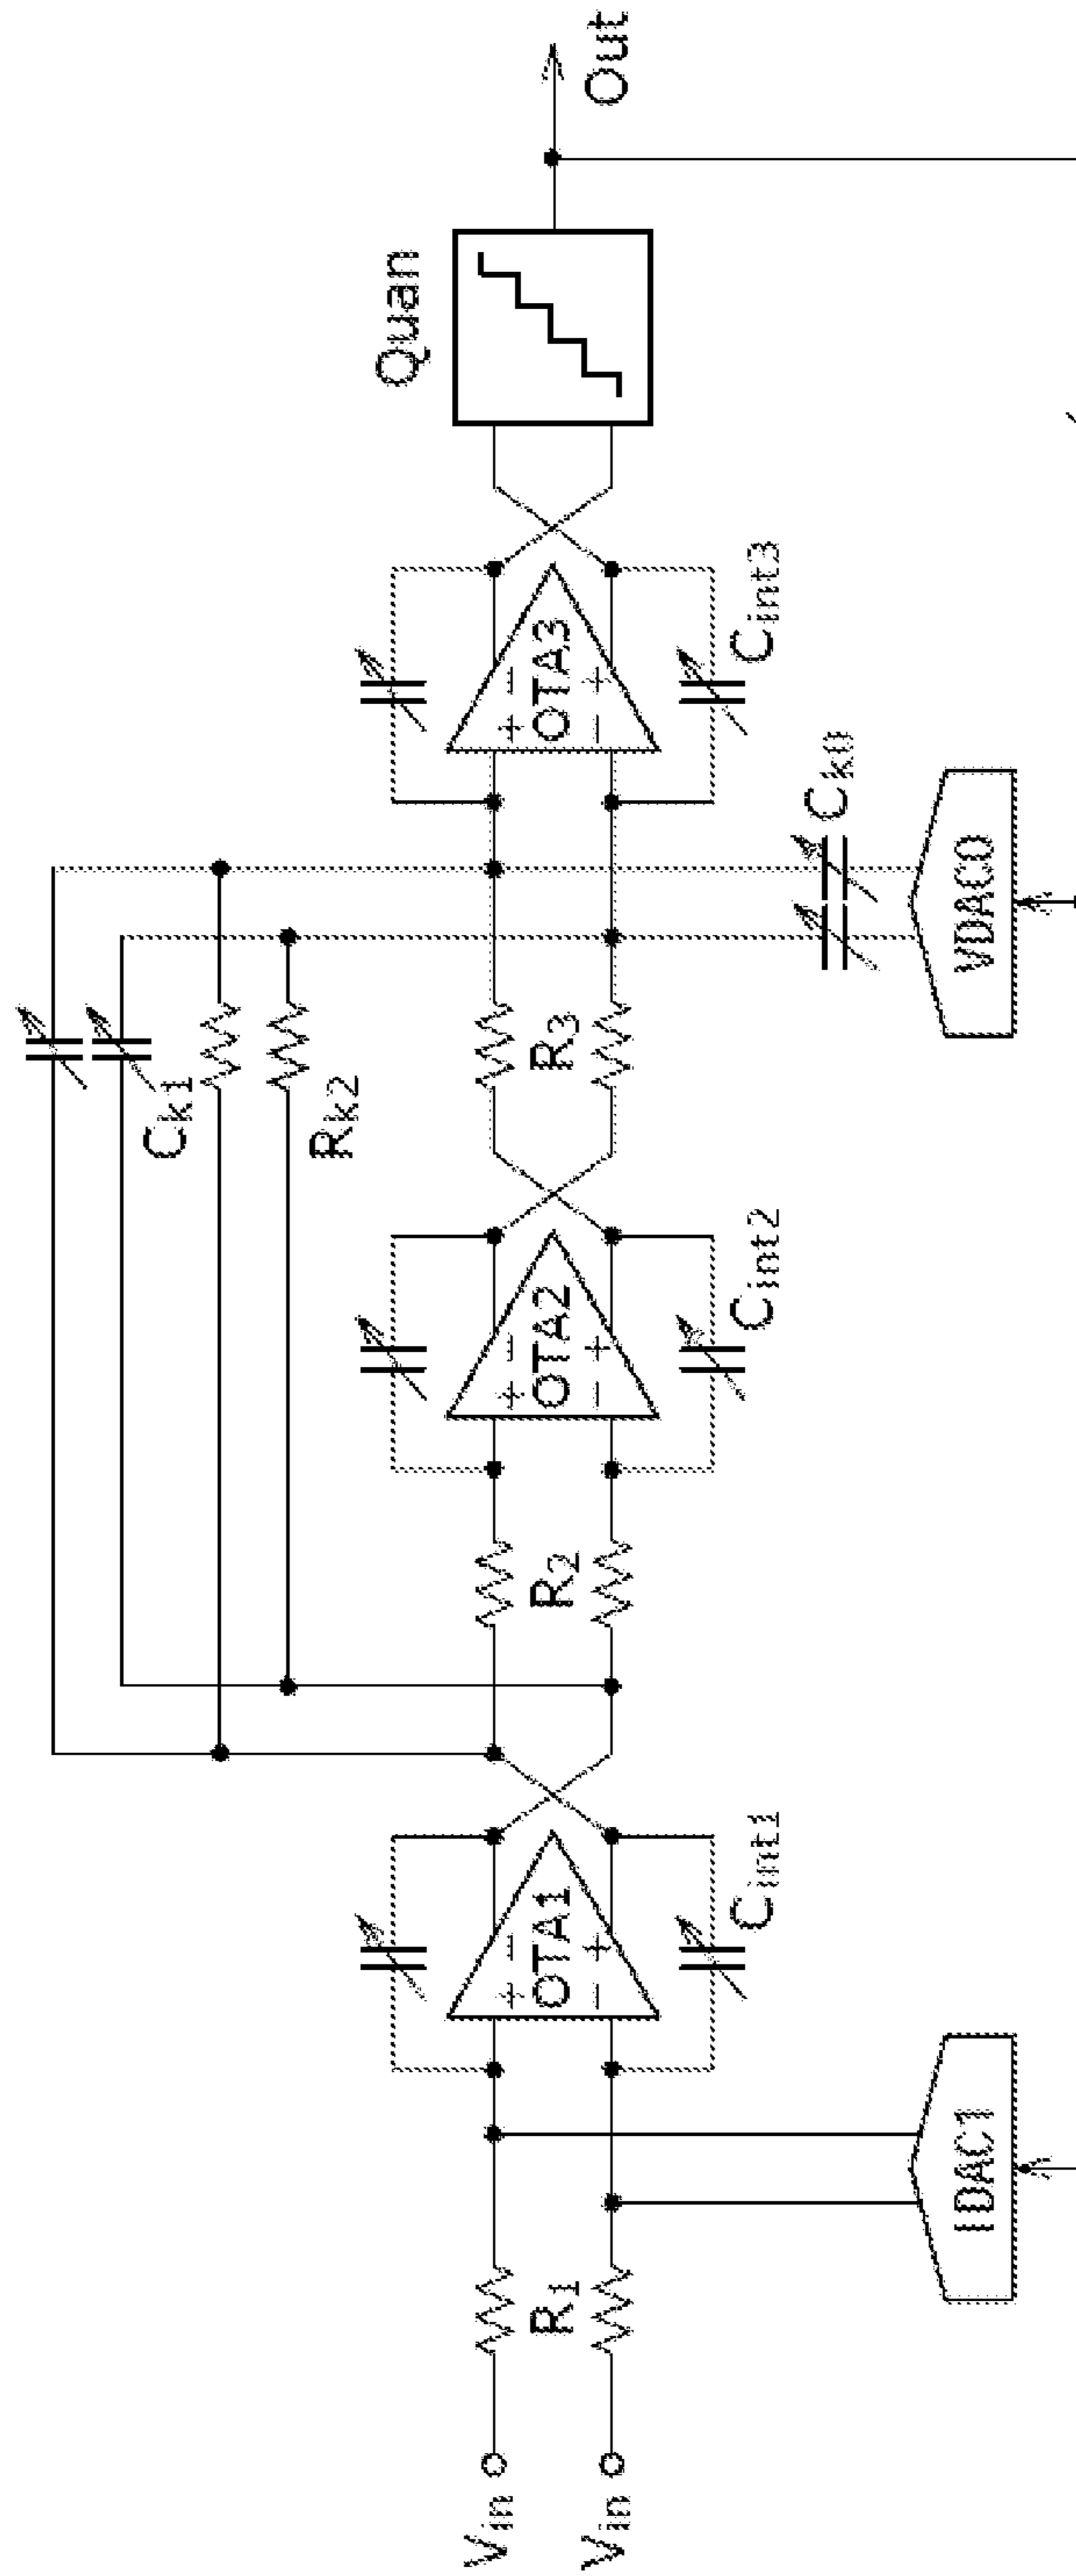 Vin
Vin
R1
IDAC1
+ −
OTA1
− +
Cint1
R2
+ −
OTA2
− +
Cint2
Ck1
Rk2
R3
+ −
OTA3
− +
Cint3
Ck0
VDAC0
Quan
Out